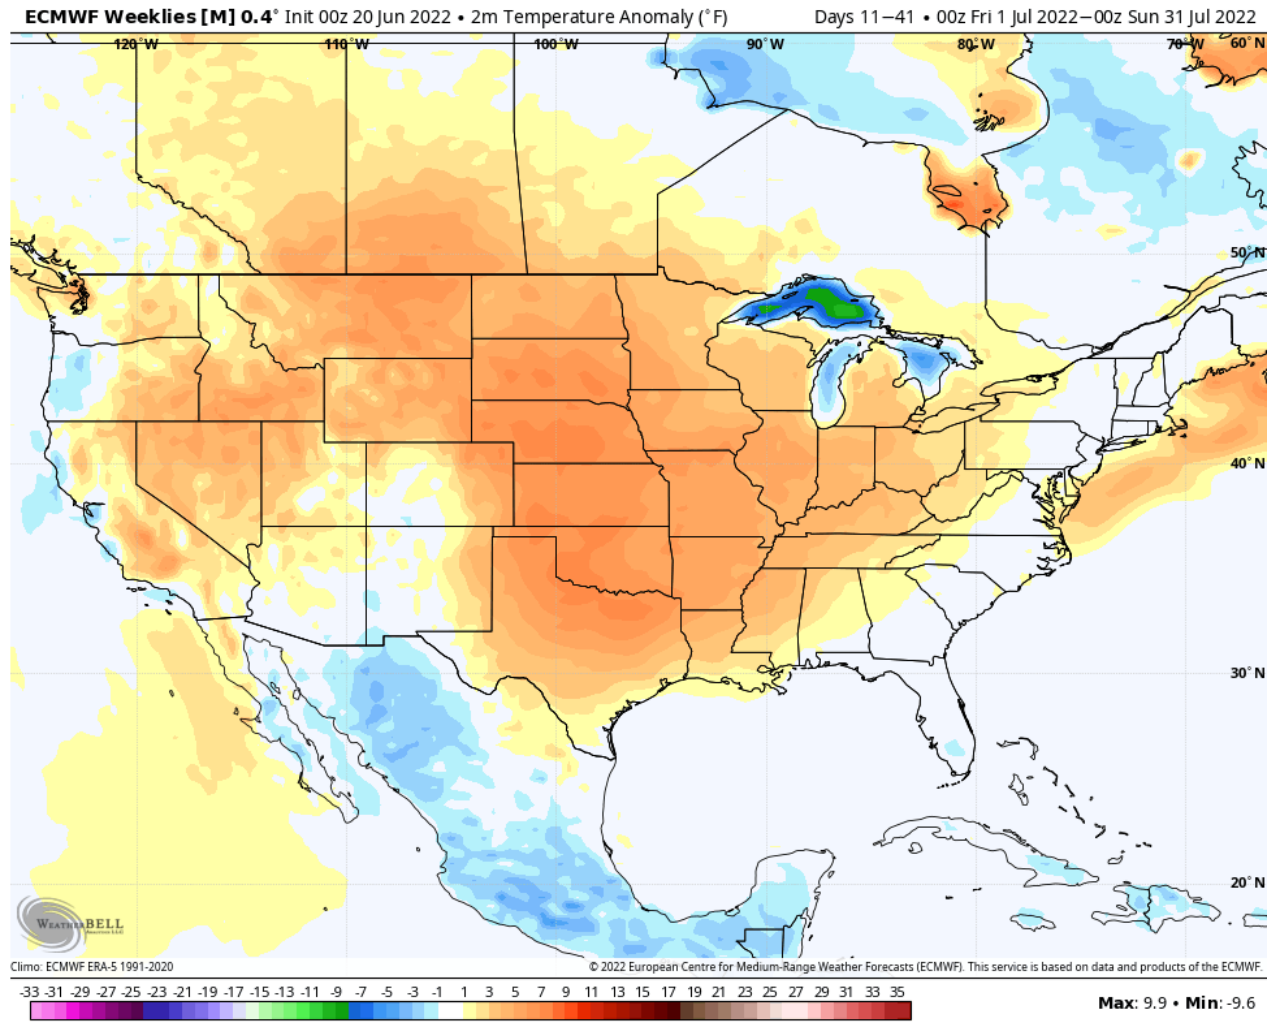 ECMWF Weeklies [M] 0.4° Init 00z 20 Jun 2022 • 2m Temperature Anomaly (°F) Days 11−41 • 00z Fri 1 Jul 2022−00z Sun 31 Jul 2022
120°W 110°W 100°W 90°W 80°W 70°W 60°N
50°N
40°N
30°N
20°N
WEATHERBELL
Climo: ECMWF ERA-5 1991-2020 © 2022 European Centre for Medium-Range Weather Forecasts (ECMWF). This service is based on data and products of the ECMWF.
-33 -31 -29 -27 -25 -23 -21 -19 -17 -15 -13 -11 -9 -7 -5 -3 -1 1 3 5 7 9 11 13 15 17 19 21 23 25 27 29 31 33 35
Max: 9.9 • Min: -9.6